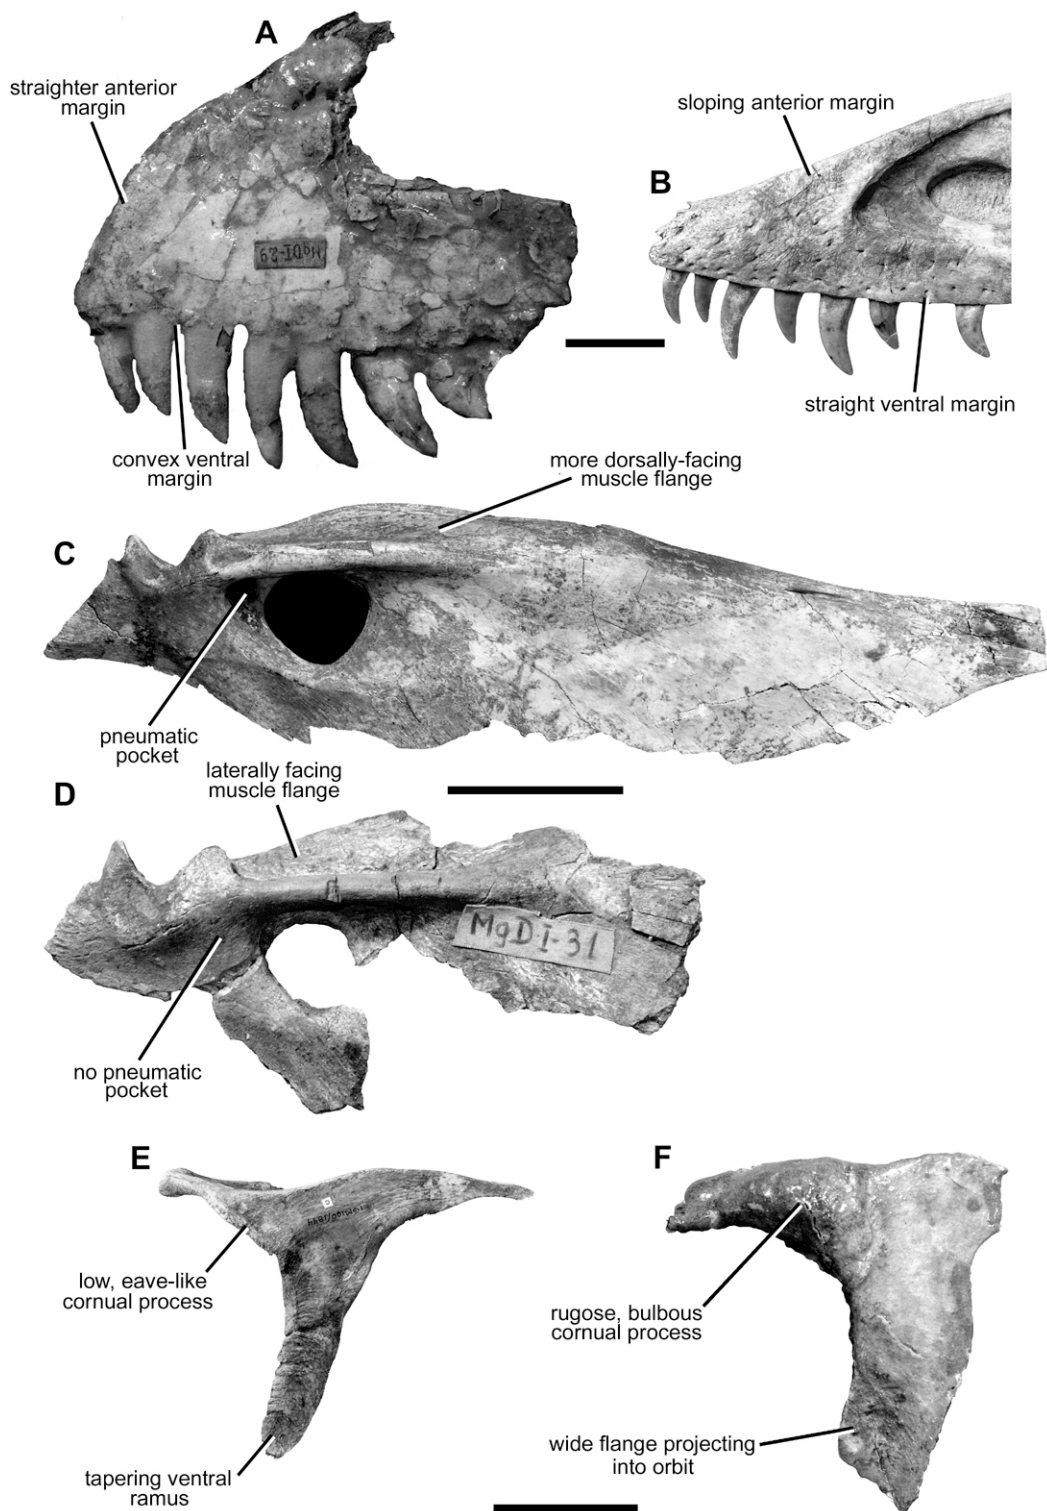 A
straighter anterior
margin
sloping anterior margin
B
MgDI-29
straight ventral margin
convex ventral
margin
more dorsally-facing
muscle flange
C
pneumatic
pocket
laterally facing
muscle flange
D
MgD I-31
no pneumatic
pocket
E
F
low, eave-like
cornual process
rugose, bulbous
cornual process
wide flange projecting
into orbit
tapering ventral
ramus